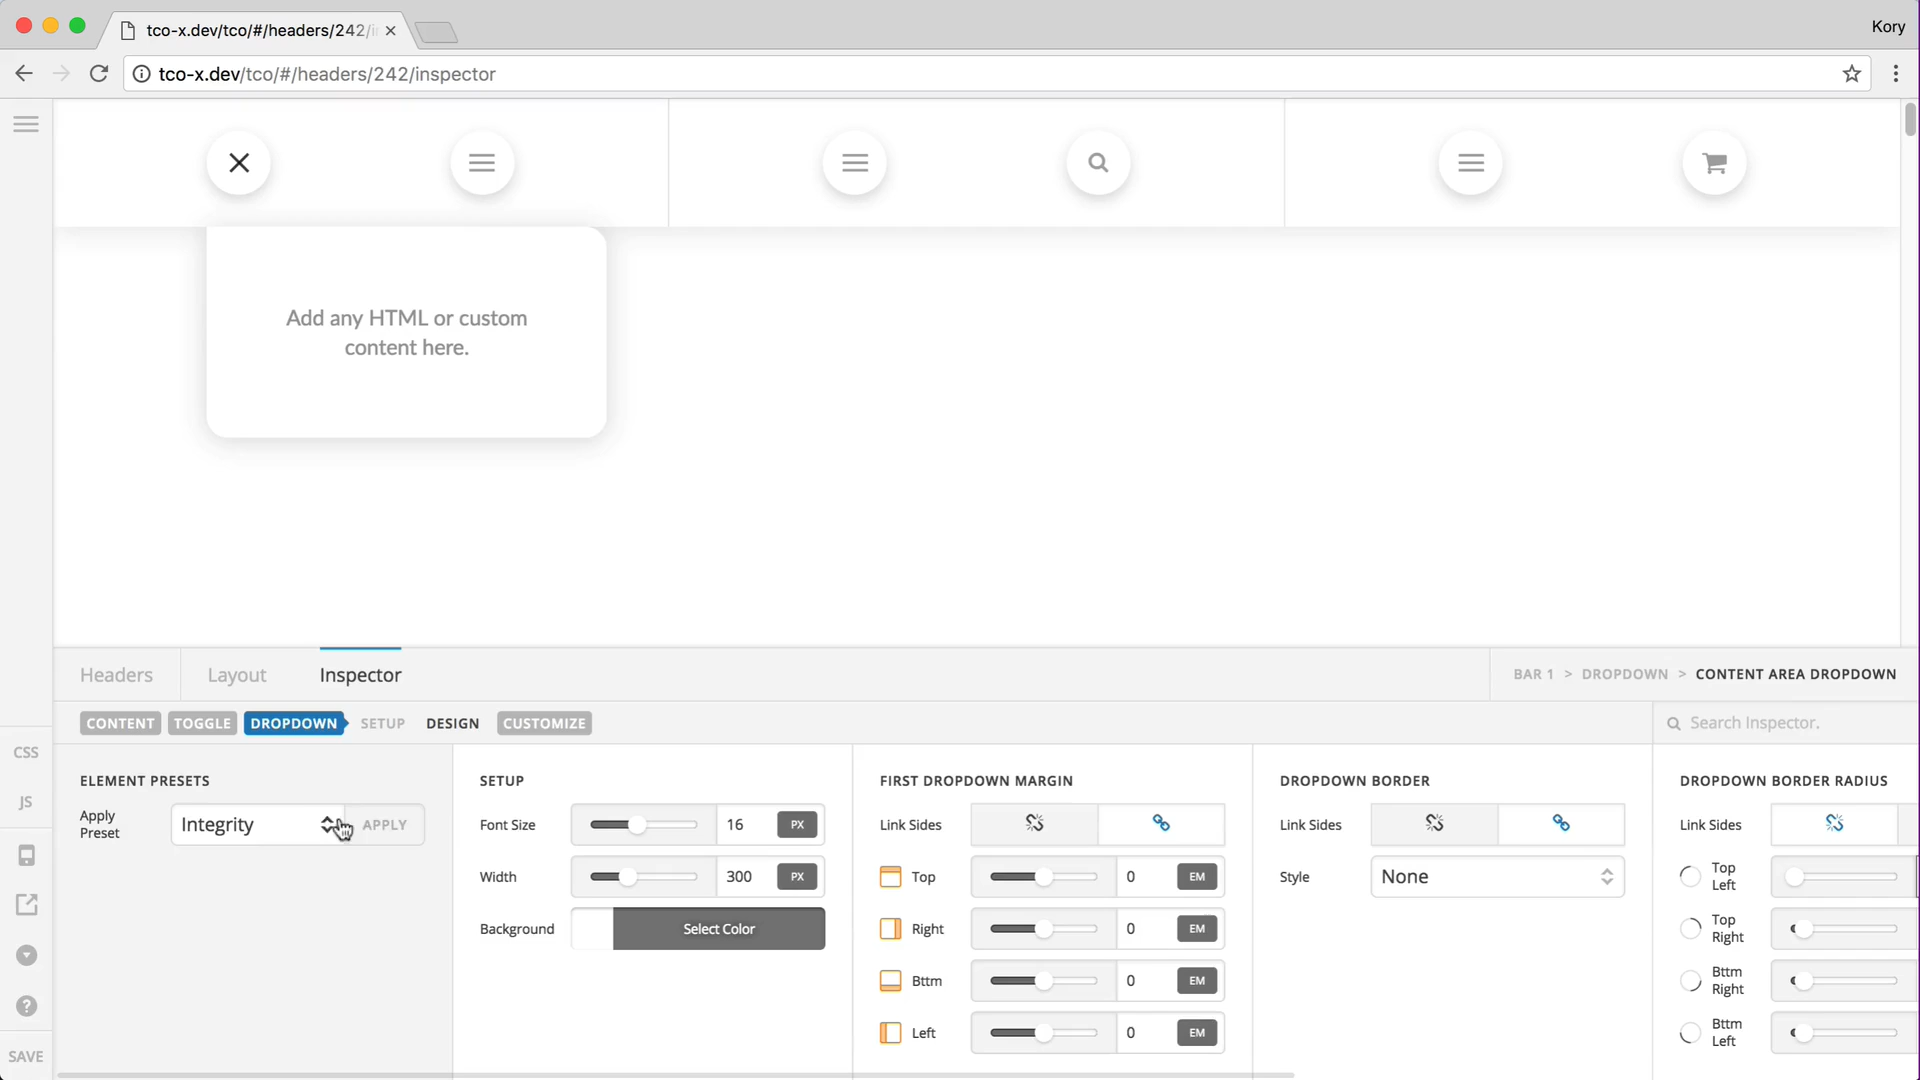 tco-x.dev/tco/#/headers/242/i
Kory
tco-x.dev/tco/#/headers/242/inspector
Add any HTML or custom
content here.
Headers
Layout
Inspector
BAR 1 > DROPDOWN > CONTENT AREA DROPDOWN
CONTENT
TOGGLE
DROPDOWN
SETUP
DESIGN
CUSTOMIZE
Search Inspector.
CSS
JS
SAVE
ELEMENT PRESETS
Apply
Preset
Integrity
APPLY
SETUP
Font Size
16
PX
Width
300
PX
Background
Select Color
FIRST DROPDOWN MARGIN
Link Sides
Top
0
EM
Right
0
EM
Bttm
0
EM
Left
0
EM
DROPDOWN BORDER
Link Sides
Style
None
DROPDOWN BORDER RADIUS
Link Sides
Top
Left
Top
Right
Bttm
Right
Bttm
Left